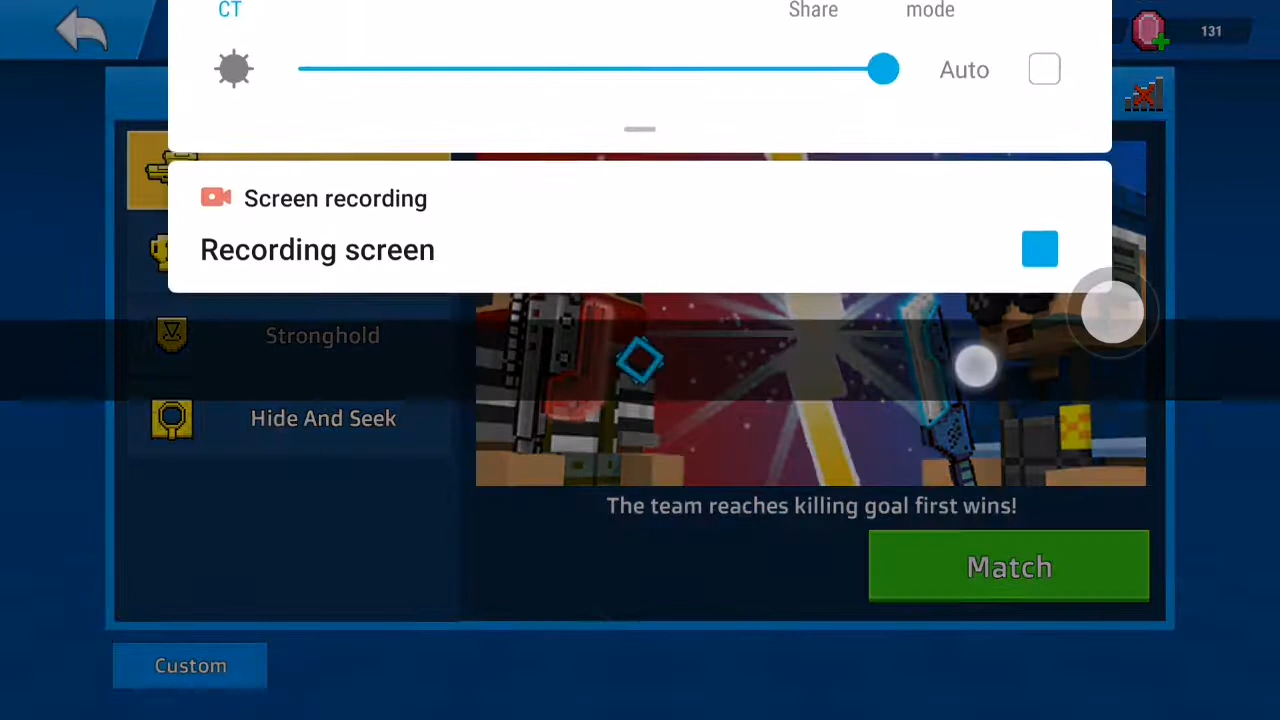 CT
Share
mode
131
Auto
Screen recording
Recording screen
Stronghold
Hide And Seek
The team reaches killing goal first wins!
Match
Custom